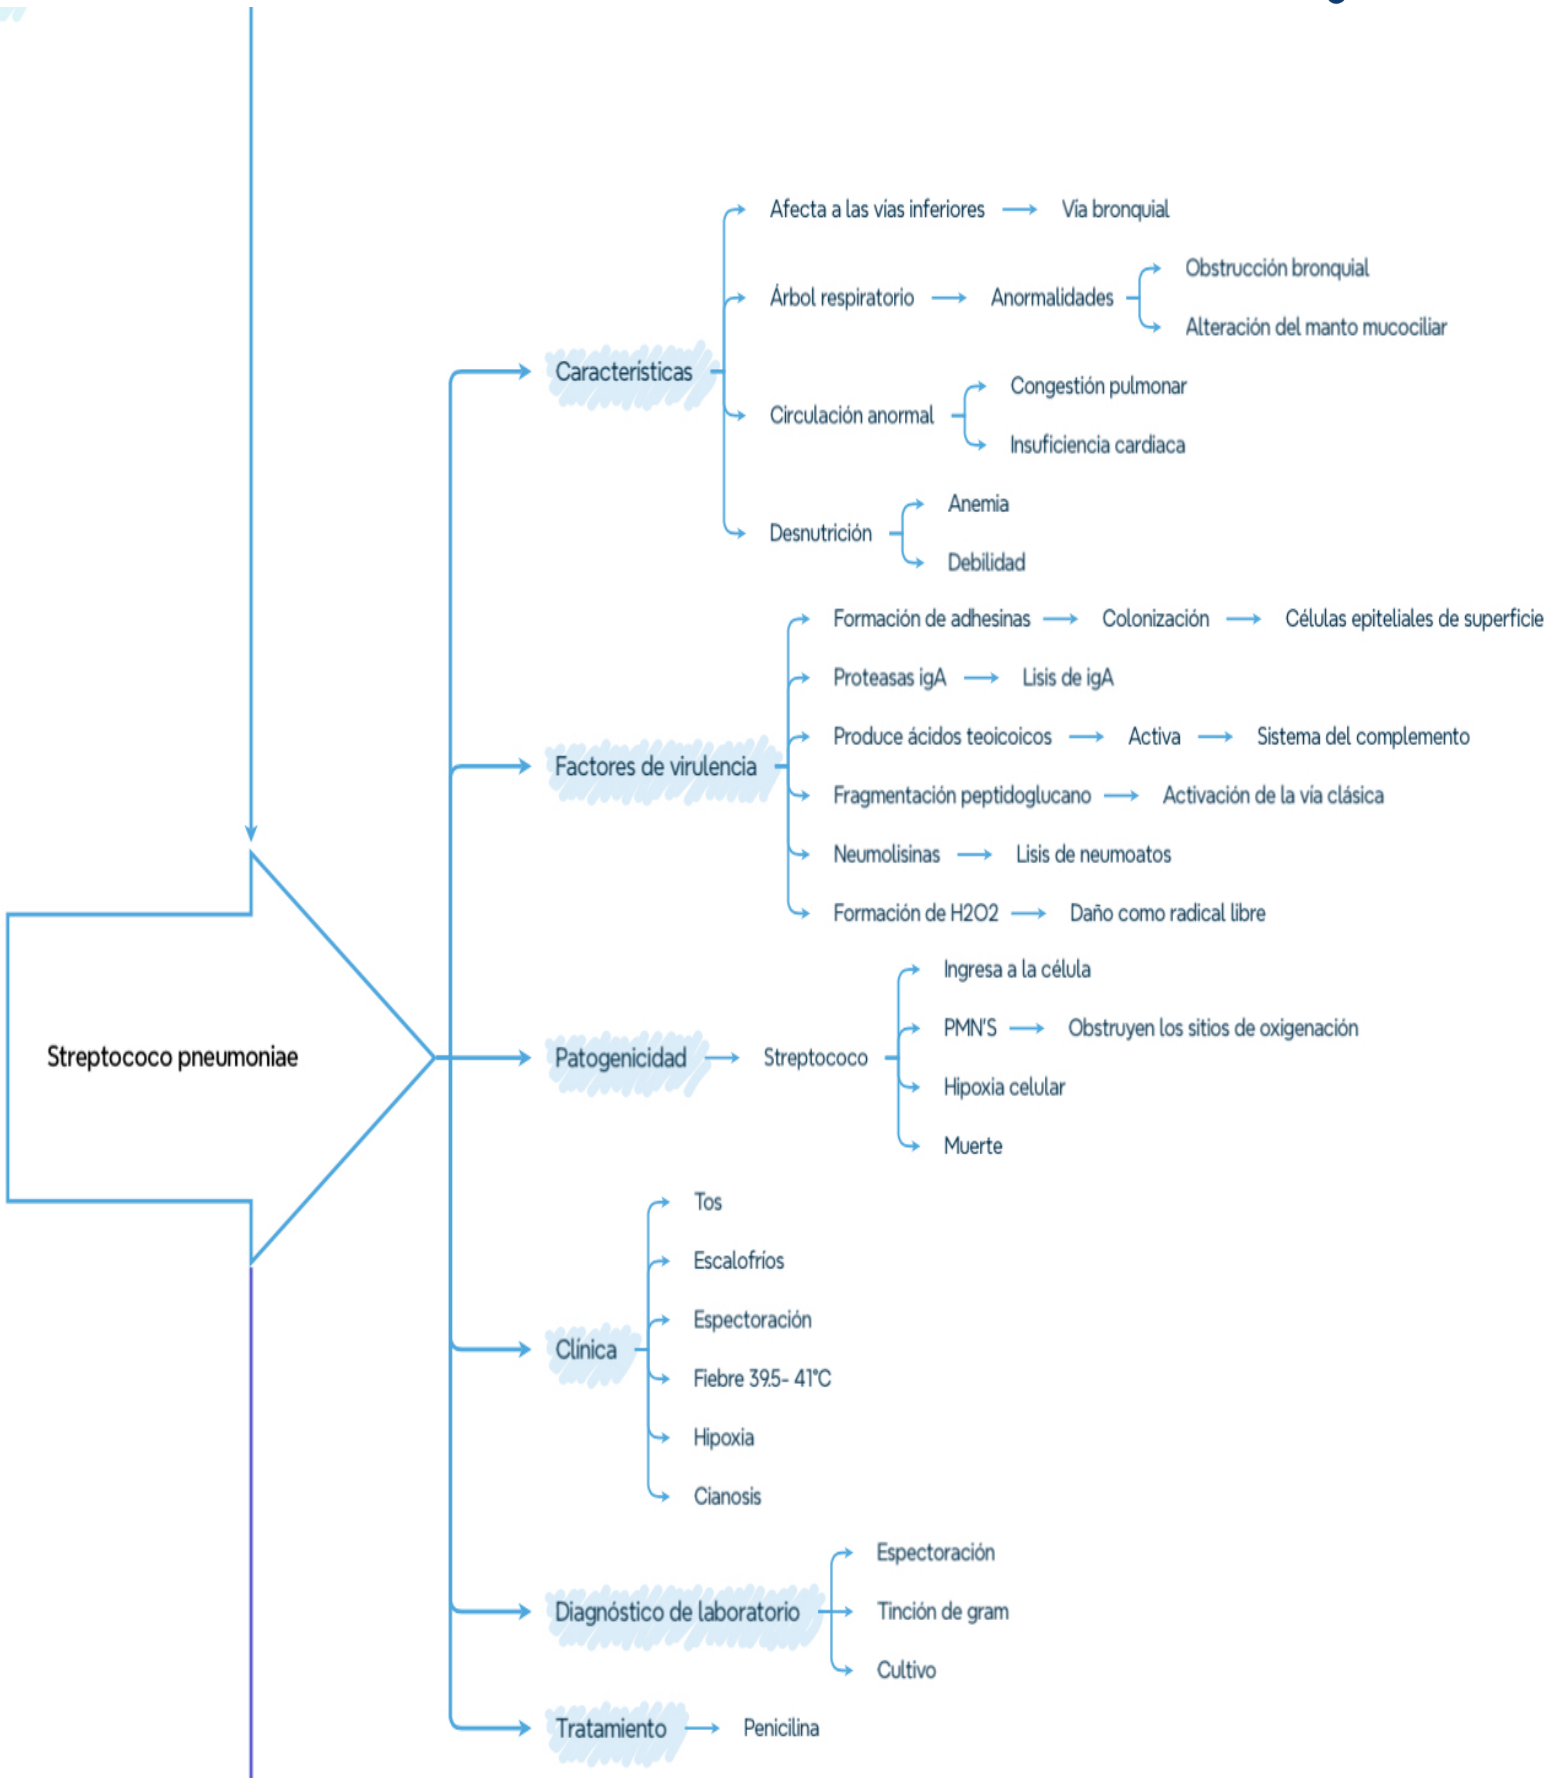 Streptococo pneumoniae
Características
Afecta a las vías inferiores
Vía bronquial
Árbol respiratorio
Anormalidades
Obstrucción bronquial
Alteración del manto mucociliar
Circulación anormal
Congestión pulmonar
Insuficiencia cardiaca
Desnutrición
Anemia
Debilidad
Factores de virulencia
Formación de adhesinas
Colonización
Células epiteliales de superficie
Proteasas igA
Lisis de igA
Produce ácidos teoicoicos
Activa
Sistema del complemento
Fragmentación peptidoglucano
Activación de la vía clásica
Neumolisinas
Lisis de neumoatos
Formación de H2O2
Daño como radical libre
Patogenicidad
Streptococo
Ingresa a la célula
PMN'S
Obstruyen los sitios de oxigenación
Hipoxia celular
Muerte
Clínica
Tos
Escalofríos
Espectoración
Fiebre 39.5- 41°C
Hipoxia
Cianosis
Diagnóstico de laboratorio
Espectoración
Tinción de gram
Cultivo
Tratamiento
Penicilina